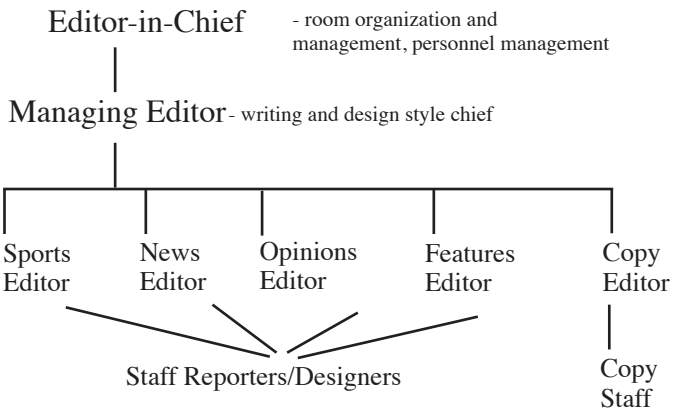 Editor-in-Chief
- room organization and
management, personnel management
Managing Editor - writing and design style chief
Sports
Editor
News
Editor
Opinions
Editor
Features
Editor
Copy
Editor
Staff Reporters/Designers
Copy
Staff